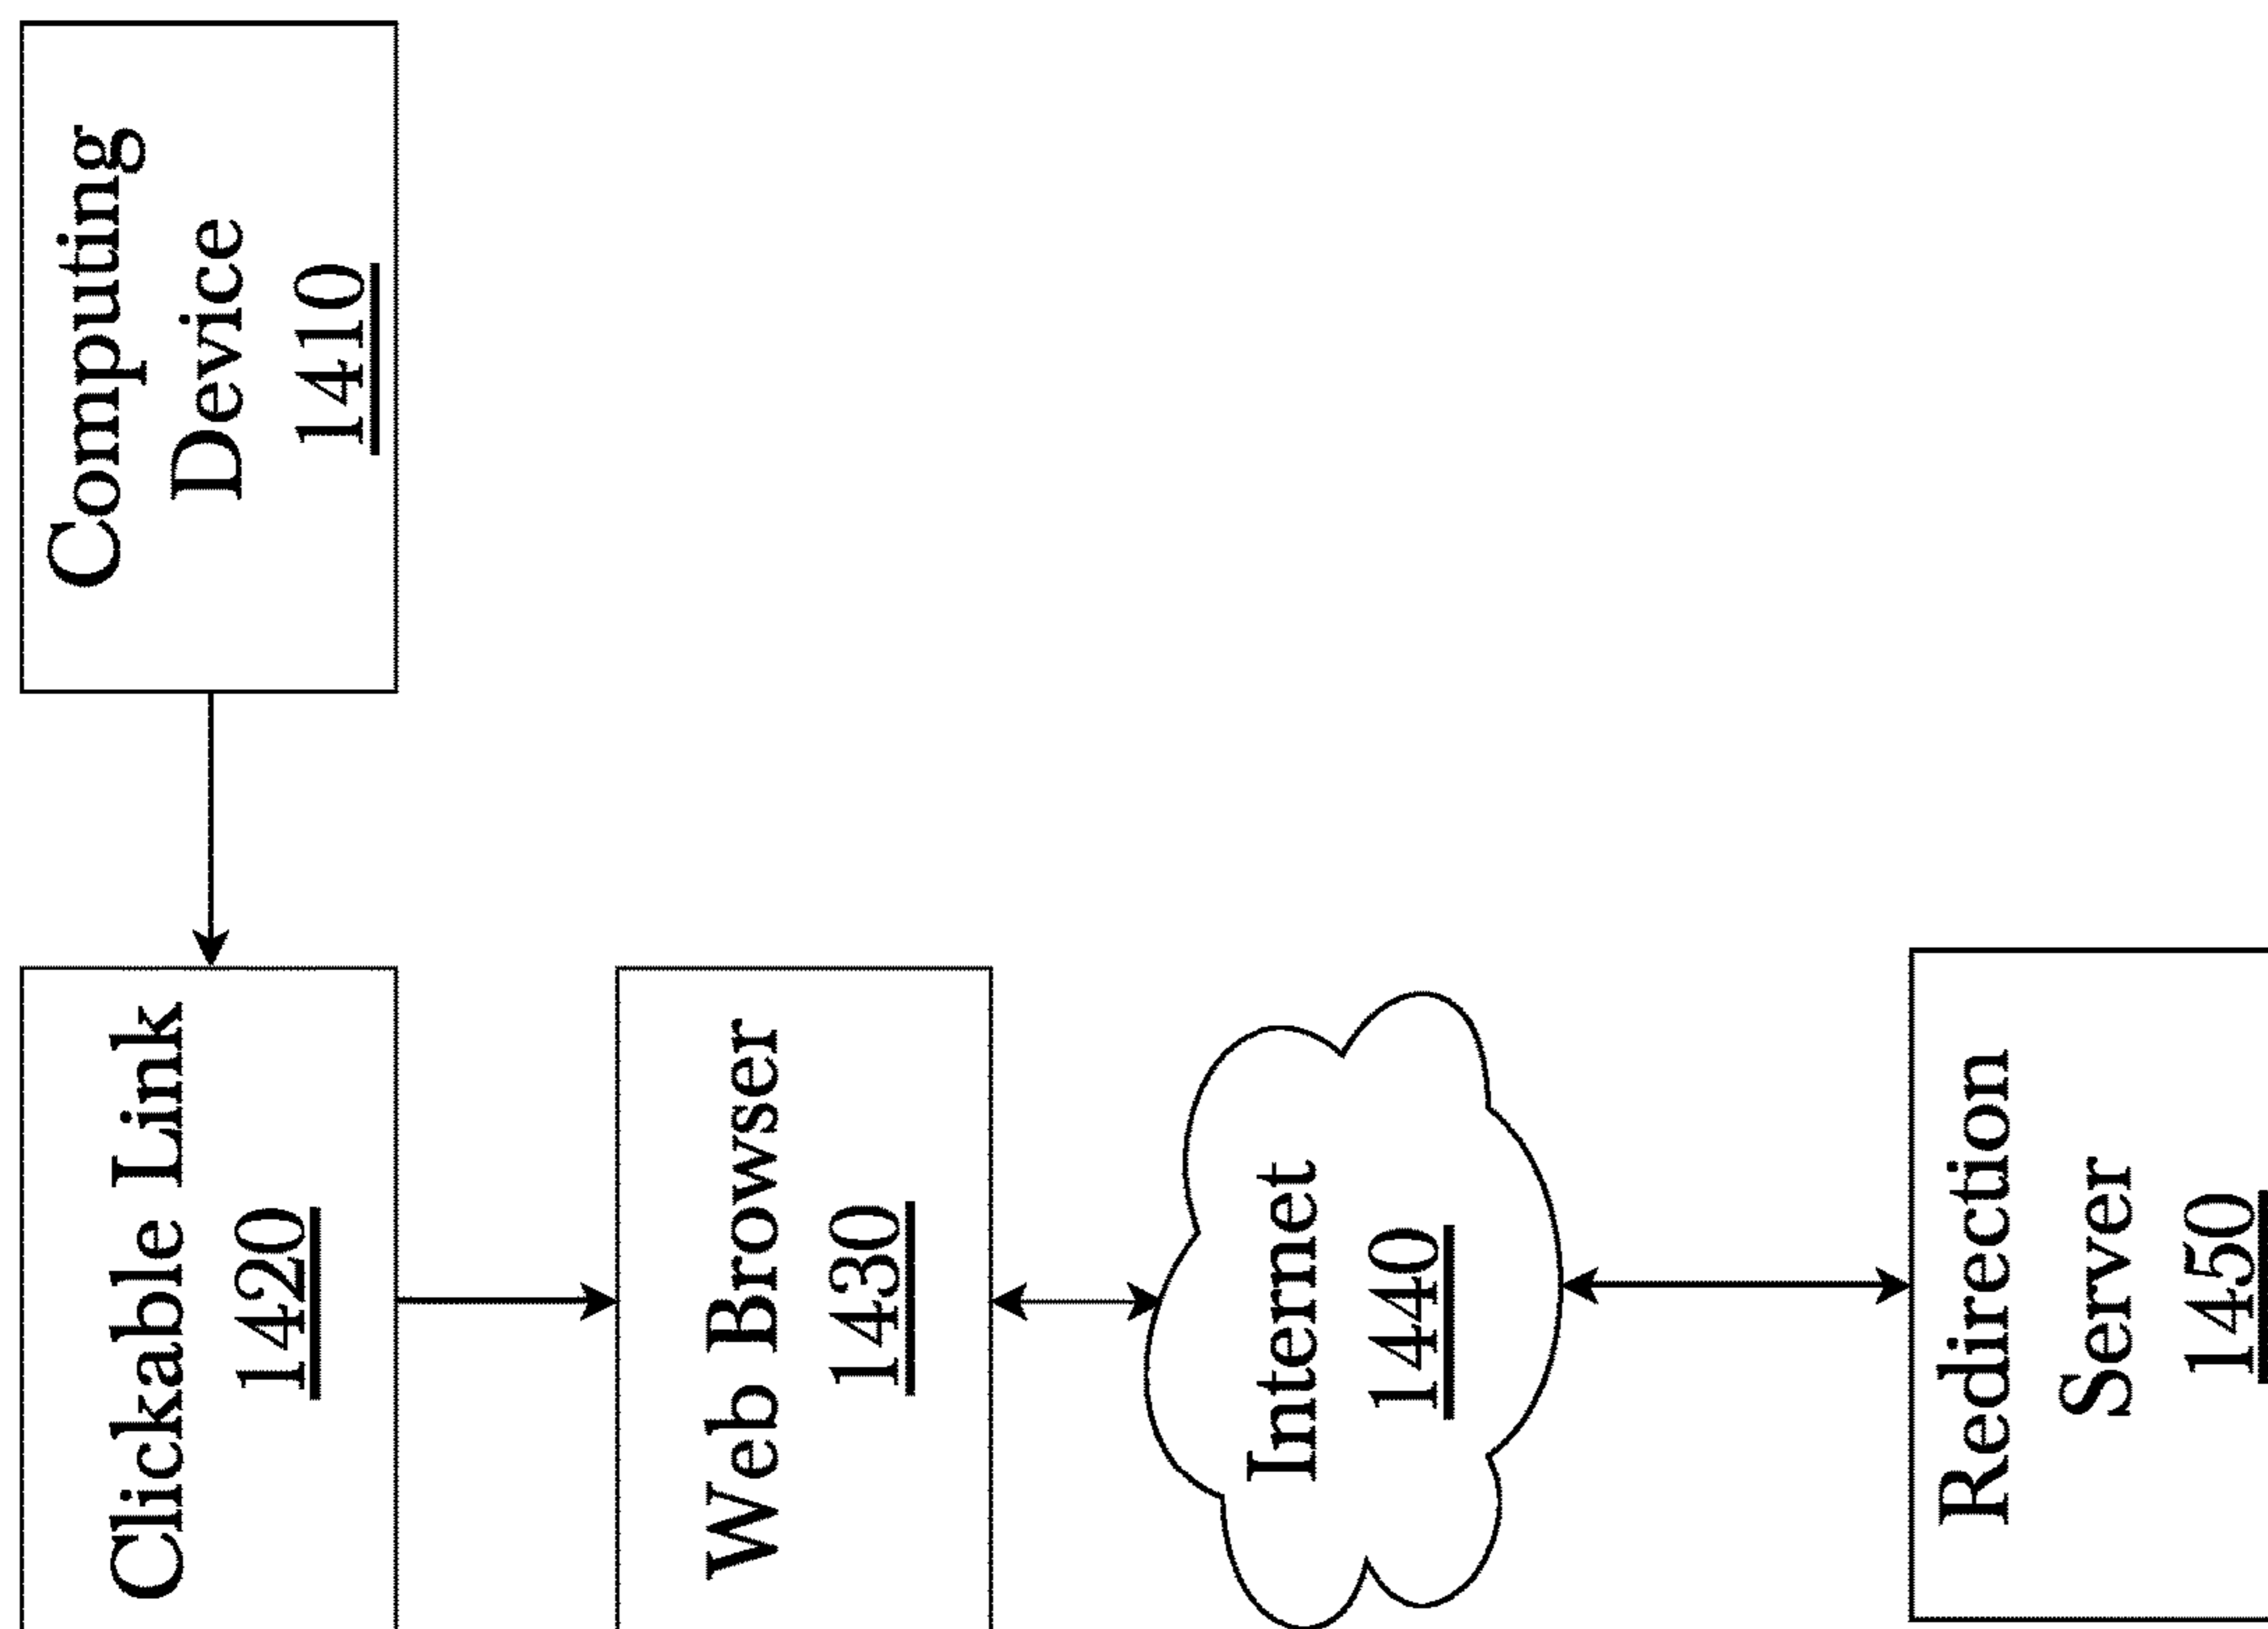 Computing
Device
1410
Clickable Link
1420
Web Browser
1430
Internet
1440
Redirection
Server
1450